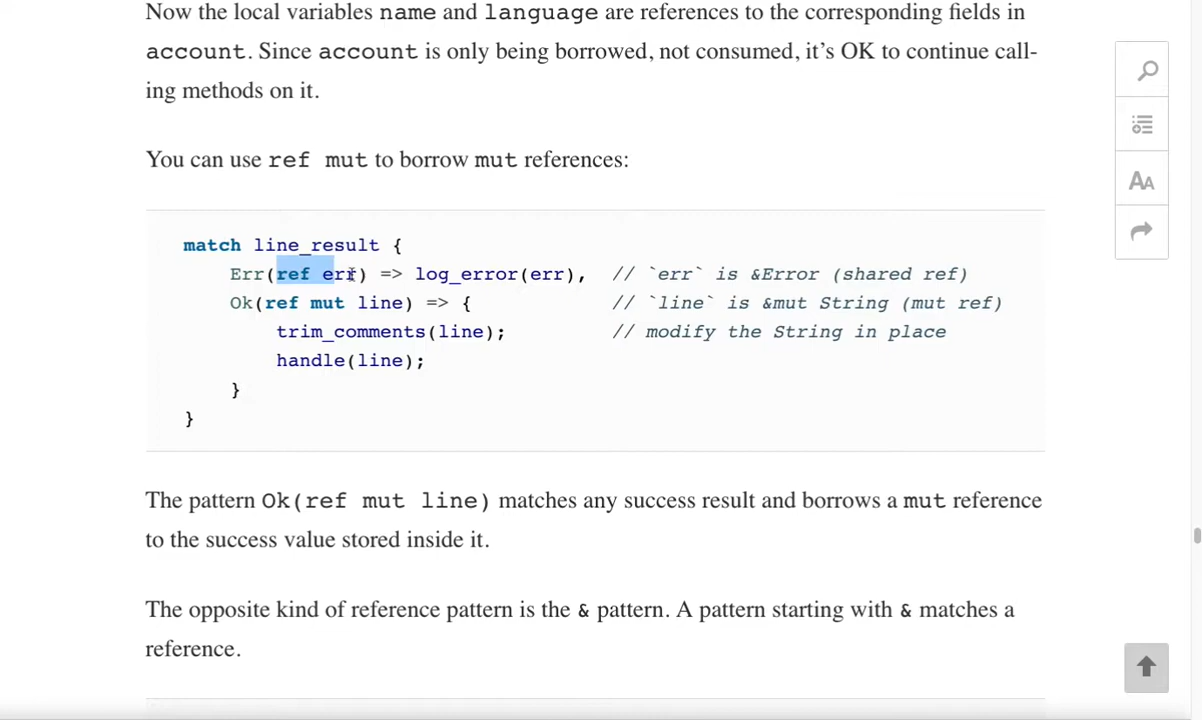 Now the local variables name and language are references to the corresponding fields in
account. Since account is only being borrowed, not consumed, it’s OK to continue call-
ing methods on it.
You can use ref mut to borrow mut references:
match line_result {
    Err(ref err) => log_error(err),  // `err` is &Error (shared ref)
    Ok(ref mut line) => {            // `line` is &mut String (mut ref)
        trim_comments(line);         // modify the String in place
        handle(line);
    }
}
The pattern Ok(ref mut line) matches any success result and borrows a mut reference
to the success value stored inside it.
The opposite kind of reference pattern is the & pattern. A pattern starting with & matches a
reference.
AA